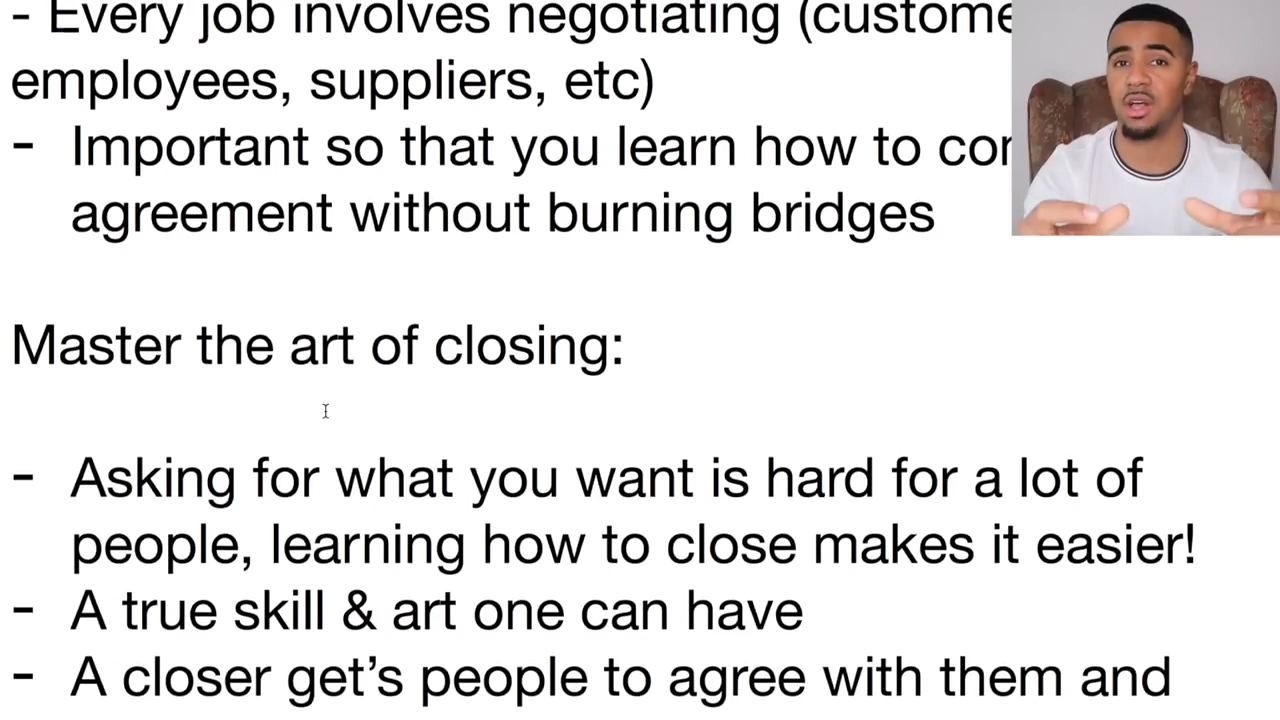 - Every job involves negotiating (custome
employees, suppliers, etc)
- Important so that you learn how to
agreement without burning bridges
Master the art of closing:
- Asking for what you want is hard for a lot of
people, learning how to close makes it easier!
- A true skill & art one can have
- A closer get's people to agree with them and